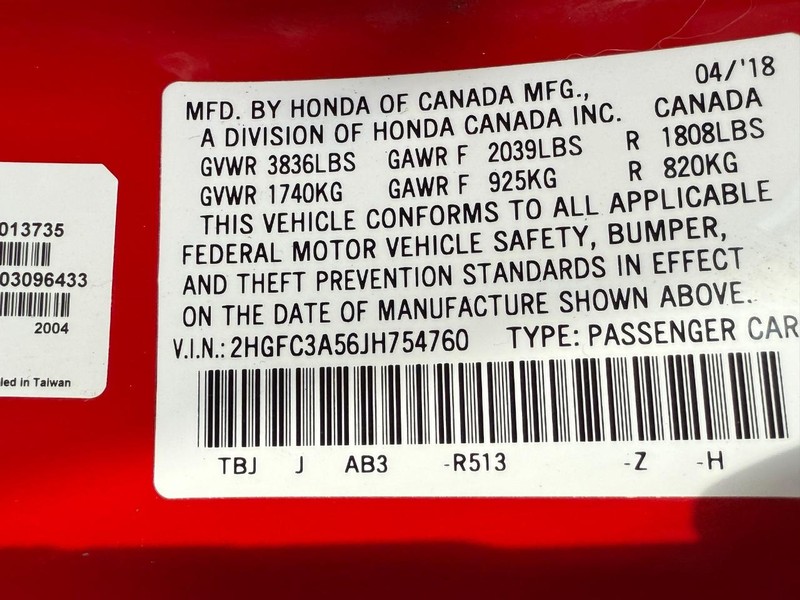 013735
03096433
2004
led in Taiwan
04/'18
MFD. BY HONDA OF CANADA MFG.,
A DIVISION OF HONDA CANADA INC. CANADA
GVWR 3836LBS GAWR F 2039LBS R 1808LBS
GVWR 1740KG GAWR F 925KG R 820KG
THIS VEHICLE CONFORMS TO ALL APPLICABLE
FEDERAL MOTOR VEHICLE SAFETY, BUMPER,
AND THEFT PREVENTION STANDARDS IN EFFECT
ON THE DATE OF MANUFACTURE SHOWN ABOVE.
V.I.N.: 2HGFC3A56JH754760 TYPE: PASSENGER CAR
TBJ J AB3 -R513 -Z -H